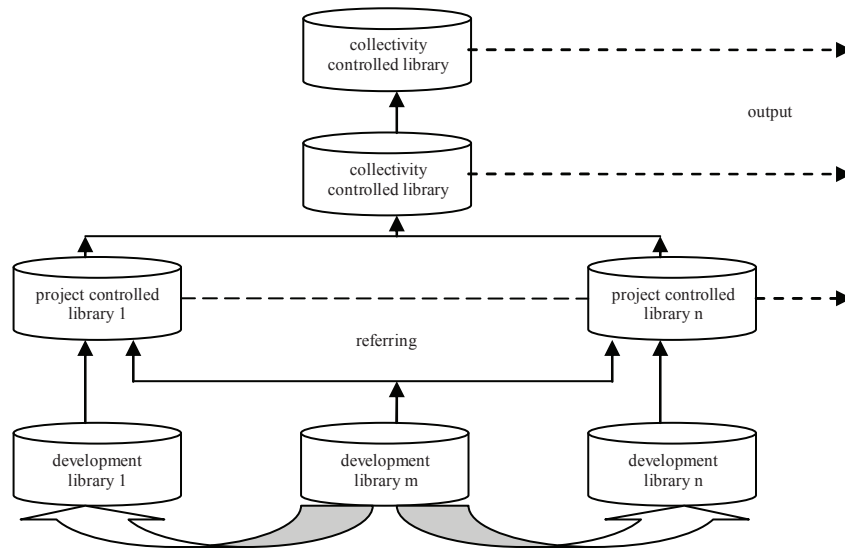 collectivity
controlled library
output
collectivity
controlled library
project controlled
library 1
project controlled
library n
referring
development
library 1
development
library m
development
library n